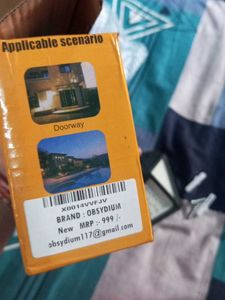 Applicable scenario
Doorway
X0014VVFJV
BRAND : OBSYDIUM
New MRP :- 999 /-
obsydium117@gmail.com